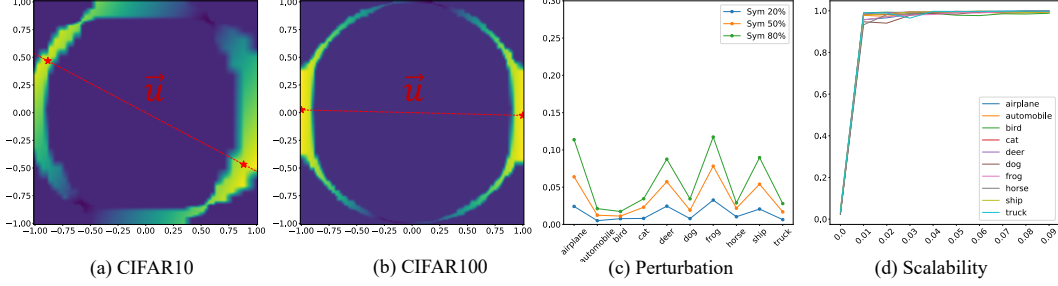 1.00
0.75
0.50
0.25
0.00
−0.25
−0.50
−0.75
−1.00
−1.00 −0.75 −0.50 −0.25 0.00 0.25 0.50 0.75 1.00
u
(a) CIFAR10
1.00
0.75
0.50
0.25
0.00
−0.25
−0.50
−0.75
−1.00
−1.00 −0.75 −0.50 −0.25 0.00 0.25 0.50 0.75 1.00
u
(b) CIFAR100
0.30
0.25
0.20
0.15
0.10
0.05
0.00
Sym 20%
Sym 50%
Sym 80%
airplane
automobile
bird
cat
deer
dog
frog
horse
ship
truck
(c) Perturbation
1.0
0.8
0.6
0.4
0.2
0.0
airplane
automobile
bird
cat
deer
dog
frog
horse
ship
truck
0.0 0.01 0.02 0.03 0.04 0.05 0.06 0.07 0.08 0.09
(d) Scalability